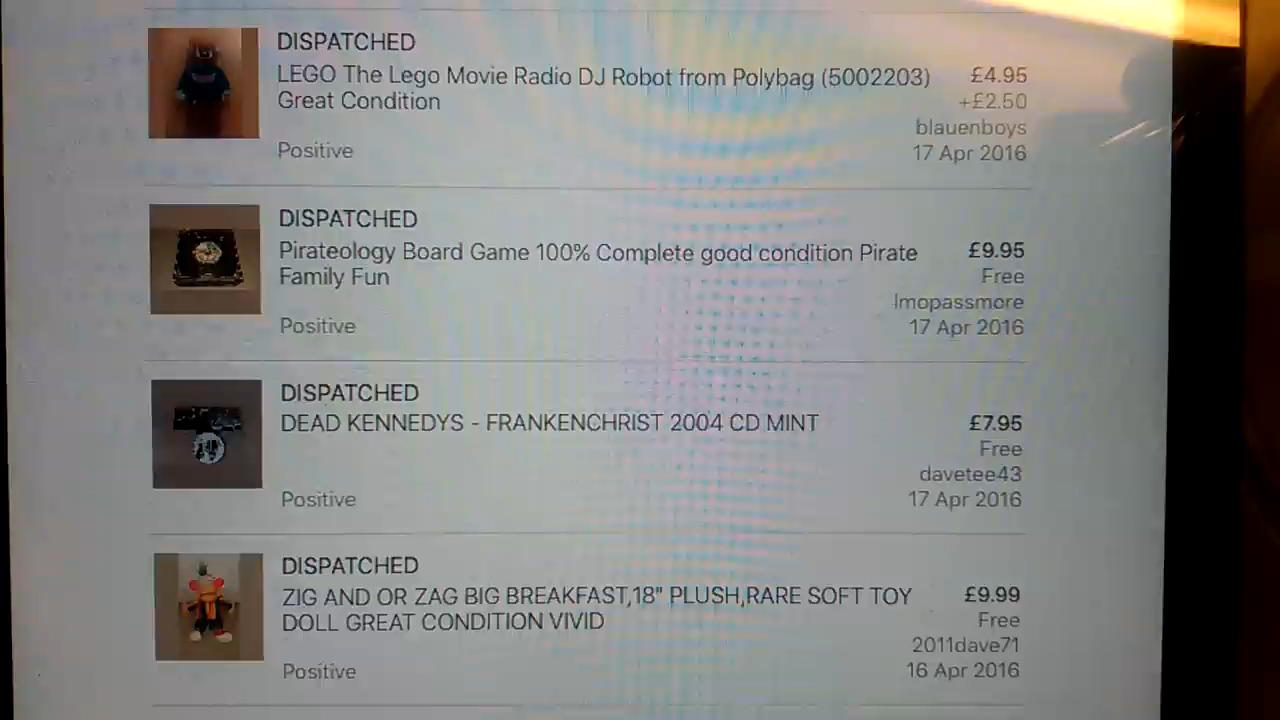 DISPATCHED
LEGO The Lego Movie Radio DJ Robot from Polybag (5002203)
Great Condition
£4.95
+£2.50
blauenboys
17 Apr 2016
Positive
DISPATCHED
Pirateology Board Game 100% Complete good condition Pirate
Family Fun
£9.95
Free
lmopassmore
17 Apr 2016
Positive
DISPATCHED
DEAD KENNEDYS - FRANKENCHRIST 2004 CD MINT
£7.95
Free
davetee43
17 Apr 2016
Positive
DISPATCHED
ZIG AND OR ZAG BIG BREAKFAST,18" PLUSH,RARE SOFT TOY
DOLL GREAT CONDITION VIVID
£9.99
Free
2011dave71
16 Apr 2016
Positive